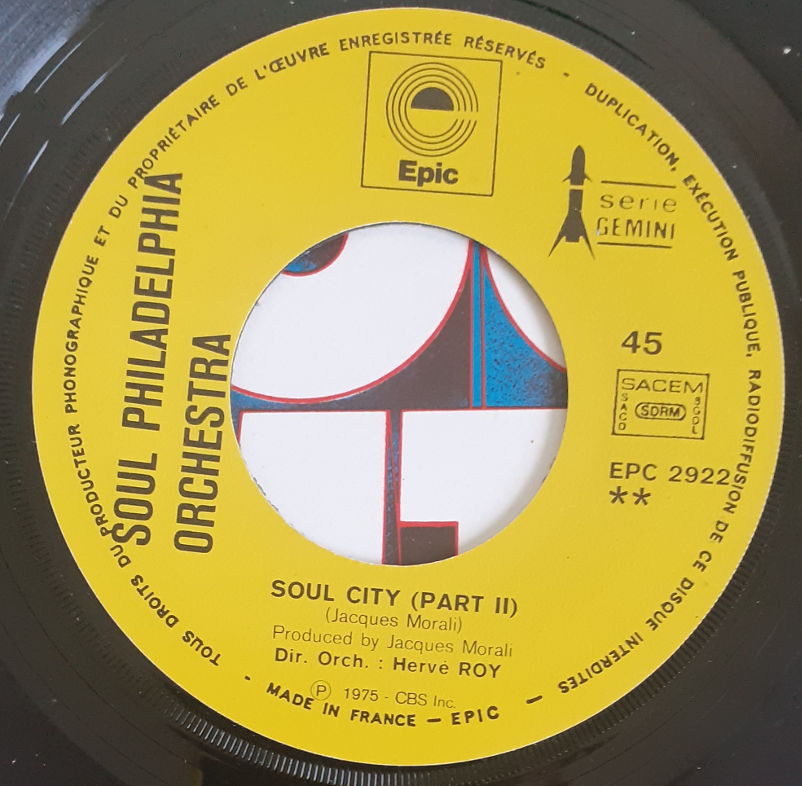 TOUS DROITS DU PRODUCTEUR PHONOGRAPHIQUE ET DU PROPRIÉTAIRE DE L'ŒUVRE ENREGISTRÉE RÉSERVÉS - DUPLICATION, EXÉCUTION PUBLIQUE, RADIODIFFUSION DE CE DISQUE INTERDITES
Epic
serie
GEMINI
SOUL PHILADELPHIA
ORCHESTRA
45
SACEM
SACD
SDRM
SGDL
EPC 2922
**
SOUL CITY (PART II)
(Jacques Morali)
Produced by Jacques Morali
Dir. Orch. : Hervé ROY
Ⓟ 1975 - CBS Inc.
- MADE IN FRANCE – EPIC –